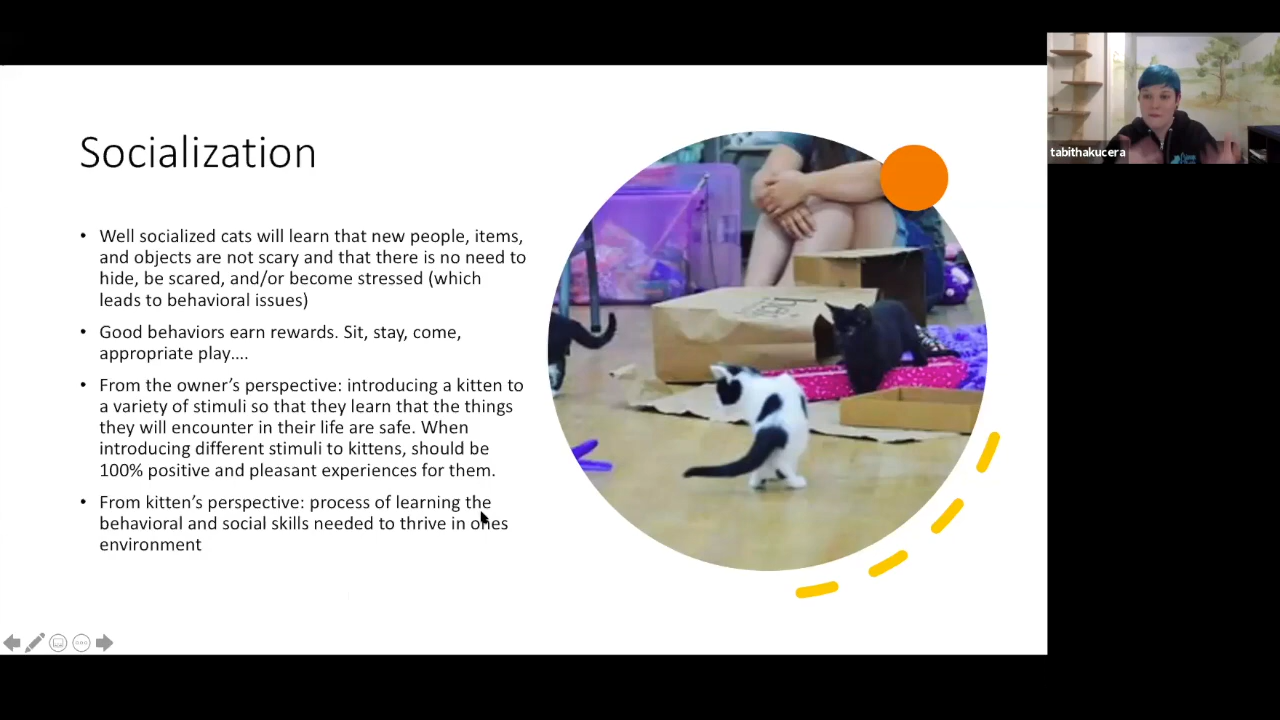 Socialization
• Well socialized cats will learn that new people, items,
and objects are not scary and that there is no need to
hide, be scared, and/or become stressed (which
leads to behavioral issues)
• Good behaviors earn rewards. Sit, stay, come,
appropriate play....
• From the owner's perspective: introducing a kitten to
a variety of stimuli so that they learn that the things
they will encounter in their life are safe. When
introducing different stimuli to kittens, should be
100% positive and pleasant experiences for them.
• From kitten's perspective: process of learning the
behavioral and social skills needed to thrive in ones
environment
tabithakucera